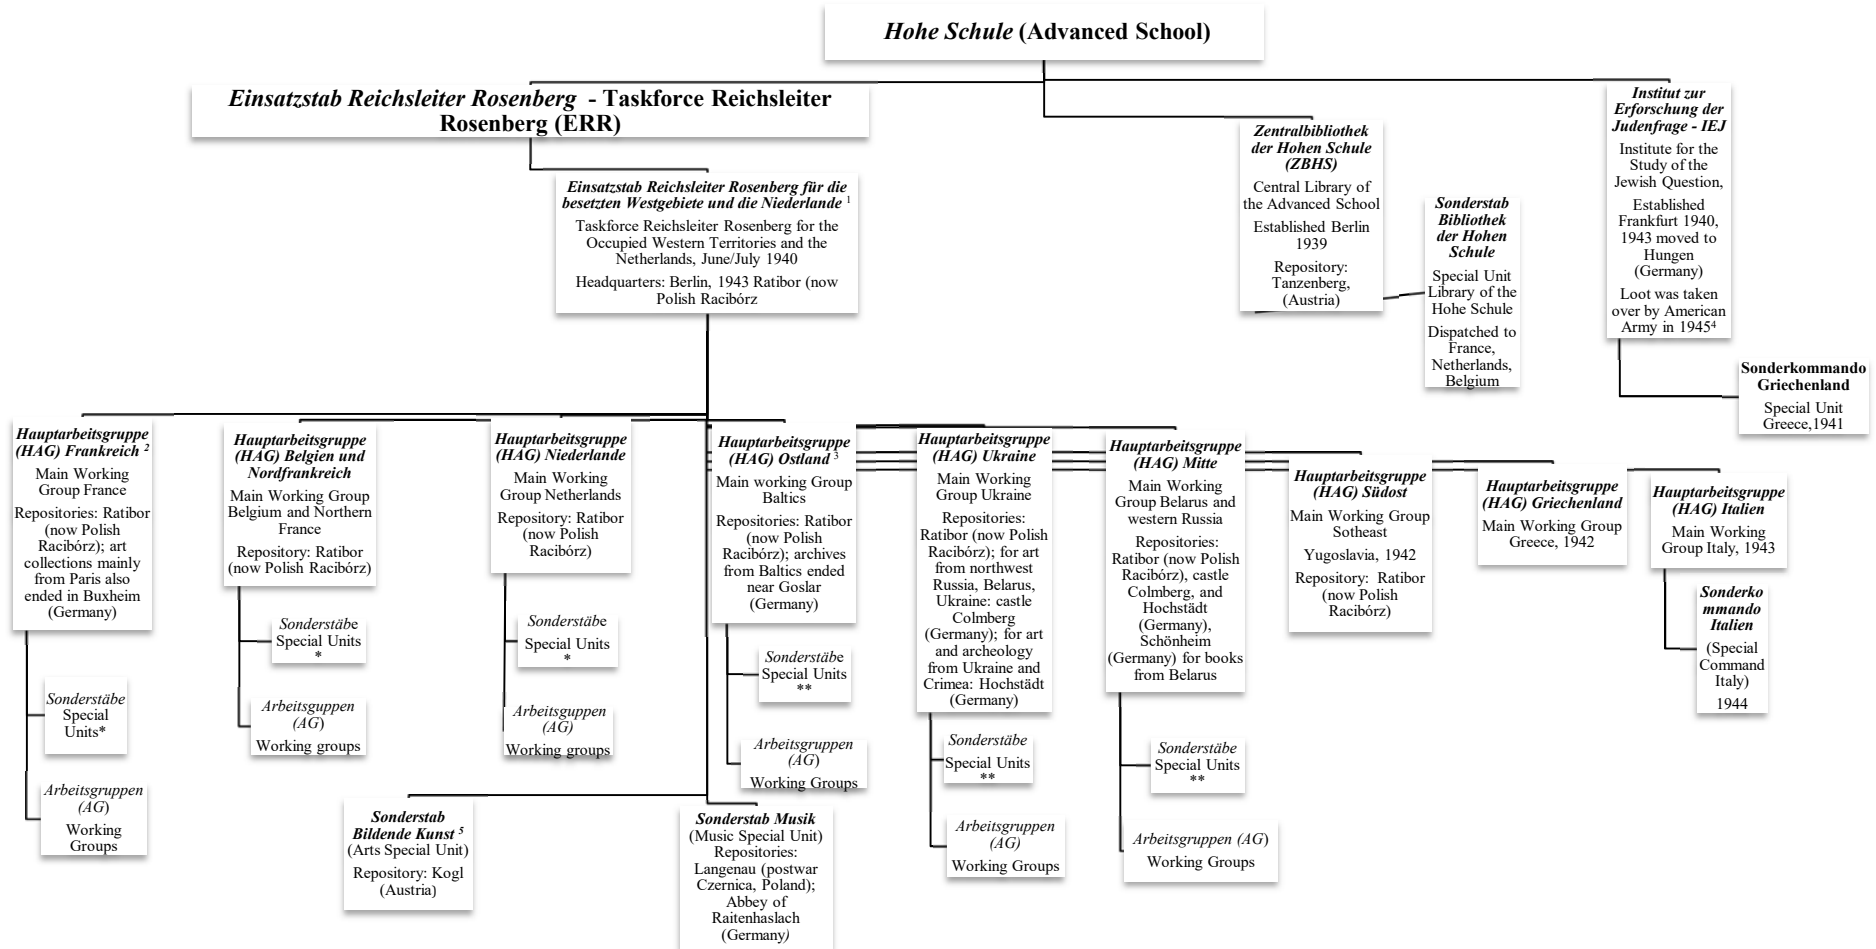 Hohe Schule (Advanced School)
Einsatzstab Reichsleiter Rosenberg - Taskforce Reichsleiter
Rosenberg (ERR)
Einsatzstab Reichsleiter Rosenberg für die
besetzten Westgebiete und die Niederlande 1
Taskforce Reichsleiter Rosenberg for the
Occupied Western Territories and the
Netherlands, June/July 1940
Headquarters: Berlin, 1943 Ratibor (now
Polish Racibórz
Zentralbibliothek
der Hohen Schule
(ZBHS)
Central Library of
the Advanced School
Established Berlin
1939
Repository:
Tanzenberg,
(Austria)
Sonderstab
Bibliothek
der Hohen
Schule
Special Unit
Library of the
Hohe Schule
Dispatched to
France,
Netherlands,
Belgium
Institut zur
Erforschung der
Judenfrage - IEJ
Institute for the
Study of the
Jewish Question,
Established
Frankfurt 1940,
1943 moved to
Hungen
(Germany)
Loot was taken
over by American
Army in 1945⁴
Sonderkommando
Griechenland
Special Unit
Greece,1941
Hauptarbeitsgruppe
(HAG) Frankreich 2
Main Working
Group France
Repositories: Ratibor
(now Polish
Racibórz); art
collections mainly
from Paris also
ended in Buxheim
(Germany)
Sonderstäbe
Special
Units*
Arbeitsgruppen
(AG)
Working
Groups
Hauptarbeitsgruppe
(HAG) Belgien und
Nordfrankreich
Main Working Group
Belgium and Northern
France
Repository: Ratibor
(now Polish Racibórz)
Sonderstäbe
Special Units
*
Arbeitsguppen
(AG)
Working groups
Hauptarbeitsgruppe
(HAG) Niederlande
Main Working
Group Netherlands
Repository: Ratibor
(now Polish
Racibórz)
Sonderstäbe
Special Units
*
Arbeitsguppen
(AG)
Working groups
Hauptarbeitsgruppe
(HAG) Ostland 3
Main working Group
Baltics
Repositories: Ratibor
(now Polish
Racibórz); archives
from Baltics ended
near Goslar
(Germany)
Sonderstäbe
Special Units
**
Arbeitsgruppen
(AG)
Working Groups
Hauptarbeitsgruppe
(HAG) Ukraine
Main Working
Group Ukraine
Repositories:
Ratibor (now Polish
Racibórz); for art
from northwest
Russia, Belarus,
Ukraine: castle
Colmberg
(Germany); for art
and archeology
from Ukraine and
Crimea: Hochstädt
(Germany)
Sonderstäbe
Special Units
**
Arbeitsgruppen
(AG)
Working Groups
Hauptarbeitsgruppe
(HAG) Mitte
Main Working
Group Belarus and
western Russia
Repositories:
Ratibor (now Polish
Racibórz), castle
Colmberg, and
Hochstädt
(Germany),
Schönheim
(Germany) for books
from Belarus
Sonderstäbe
Special Units
**
Arbeitsgruppen (AG)
Working Groups
Hauptarbeitsgruppe
(HAG) Südost
Main Working Group
Sotheast
Yugoslavia, 1942
Repository: Ratibor
(now Polish
Racibórz)
Hauptarbeitsgruppe
(HAG) Griechenland
Main Working Group
Greece, 1942
Hauptarbeitsgruppe
(HAG) Italien
Main Working
Group Italy, 1943
Sonderko
mmando
Italien
(Special
Command
Italy)
1944
Sonderstab
Bildende Kunst 5
(Arts Special Unit)
Repository: Kogl
(Austria)
Sonderstab Musik
(Music Special Unit)
Repositories:
Langenau (postwar
Czernica, Poland);
Abbey of
Raitenhaslach
(Germany)